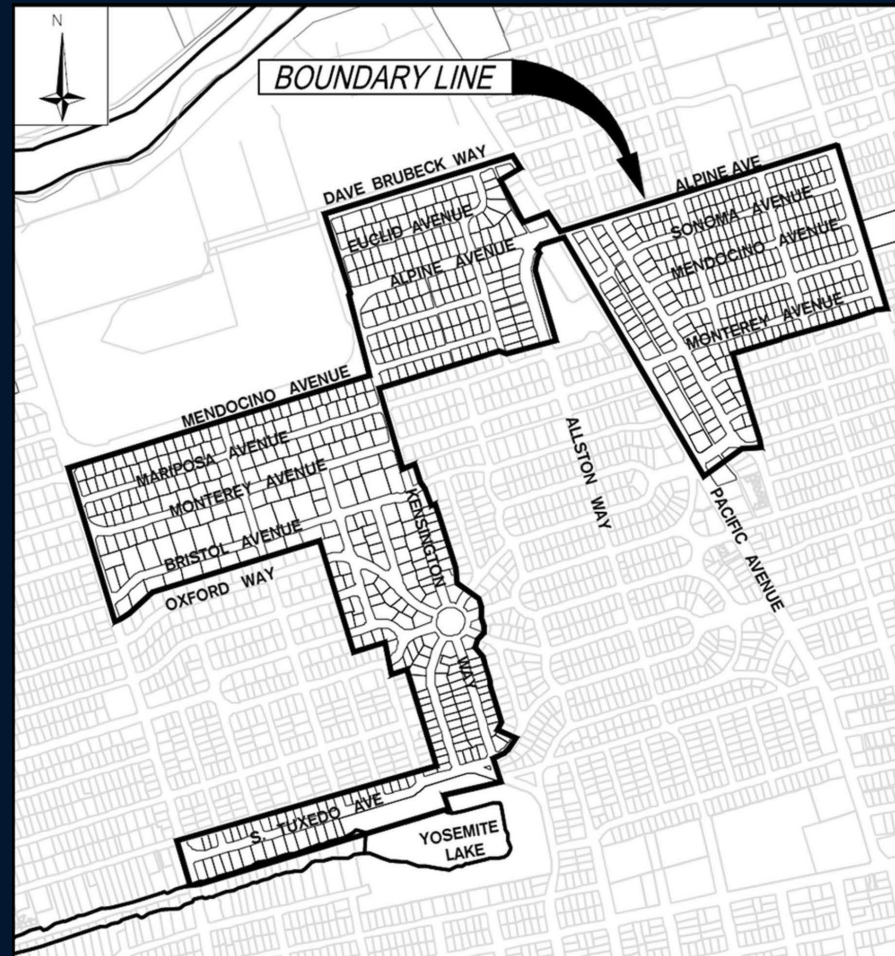 N
BOUNDARY LINE
DAVE BRUBECK WAY
ALPINE AVE
EUCLID AVENUE
SONOMA AVENUE
ALPINE AVENUE
MENDOCINO AVENUE
MONTEREY AVENUE
MENDOCINO AVENUE
MARIPOSA AVENUE
MONTEREY AVENUE
BRISTOL AVENUE
OXFORD WAY
KENSINGTON WAY
ALLSTON WAY
PACIFIC AVENUE
S. TUXEDO AVE
YOSEMITE
LAKE